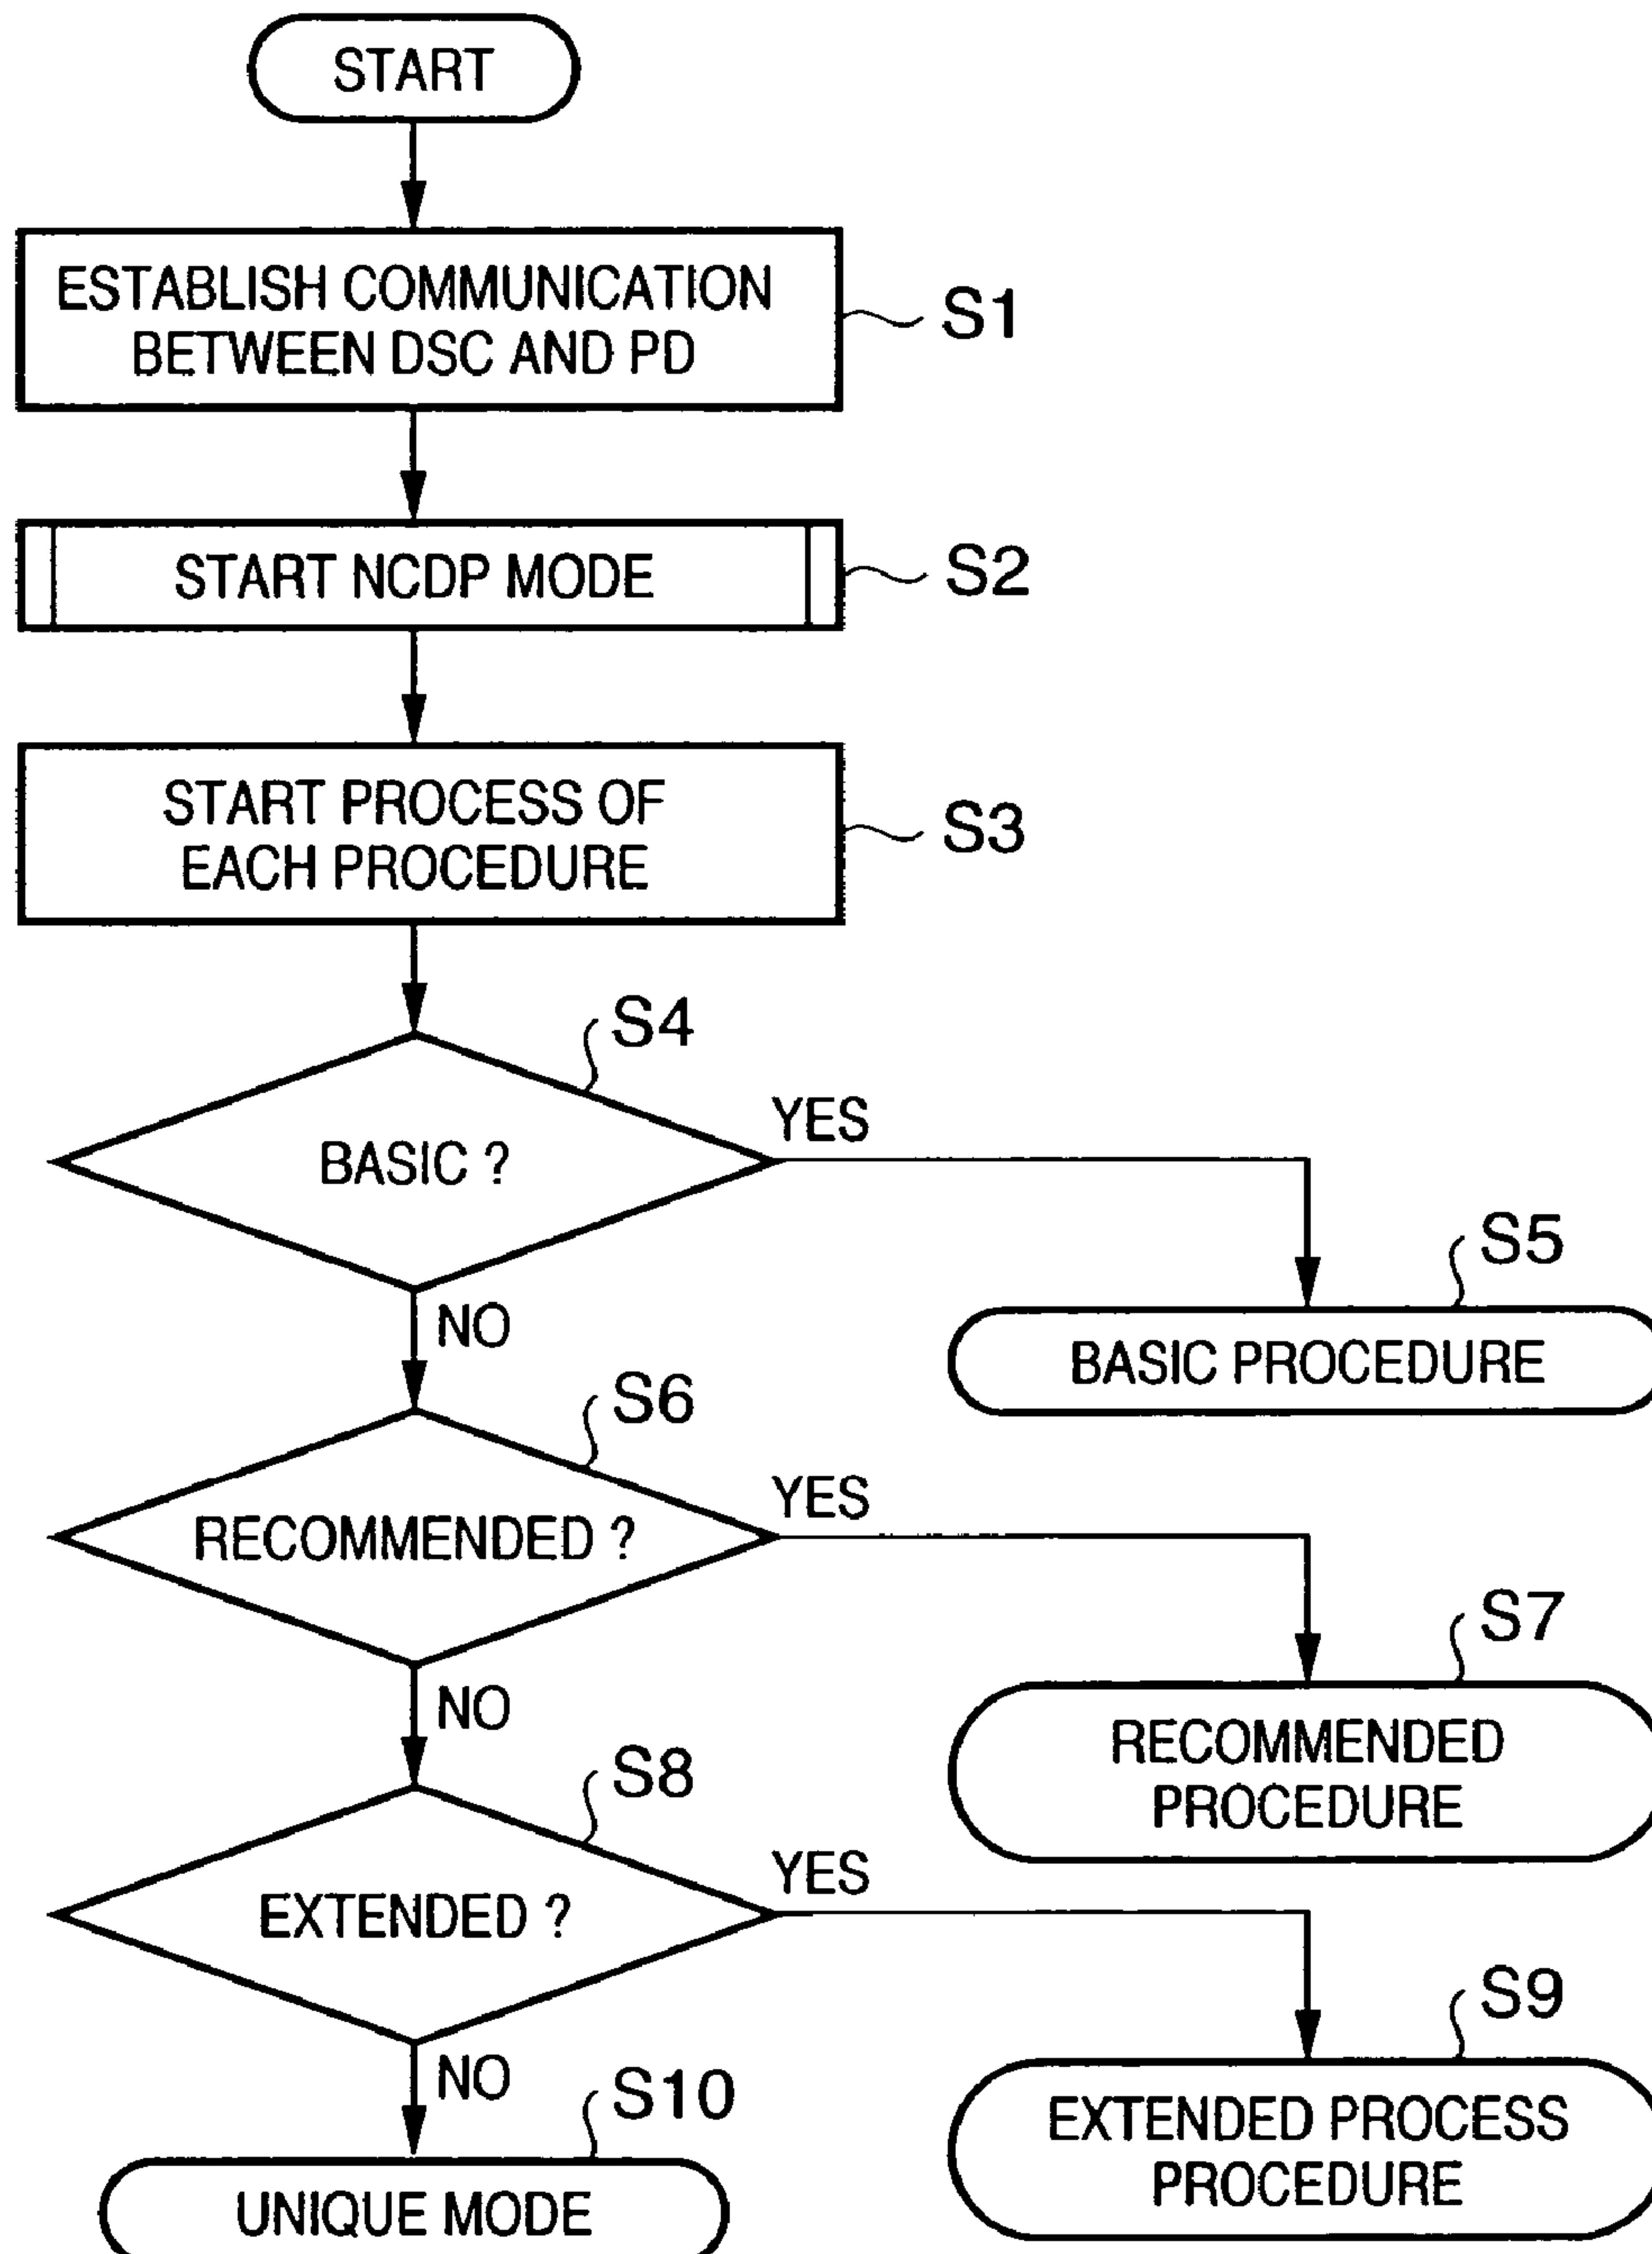 START
ESTABLISH COMMUNICATION
BETWEEN DSC AND PD
S1
START NCDP MODE
S2
START PROCESS OF
EACH PROCEDURE
S3
S4
BASIC ?
YES
NO
S5
BASIC PROCEDURE
S6
RECOMMENDED ?
YES
NO
S7
RECOMMENDED
PROCEDURE
S8
EXTENDED ?
YES
NO
S9
EXTENDED PROCESS
PROCEDURE
S10
UNIQUE MODE